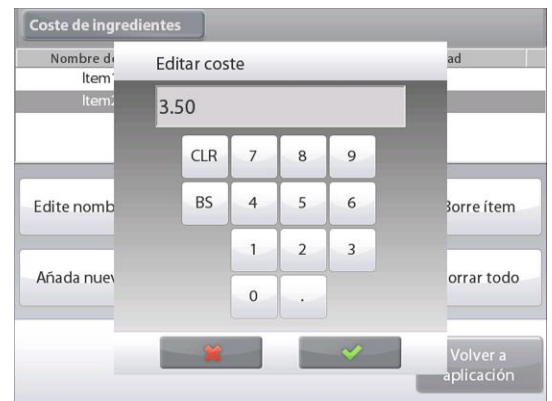 Coste de ingredientes
Nombre d
ad
Item
Item
Editar coste
3.50
CLR 7 8 9
BS 4 5 6
1 2 3
0 .
Edite nomb
Borre ítem
Añada nuev
orrar todo
Volver a
aplicación